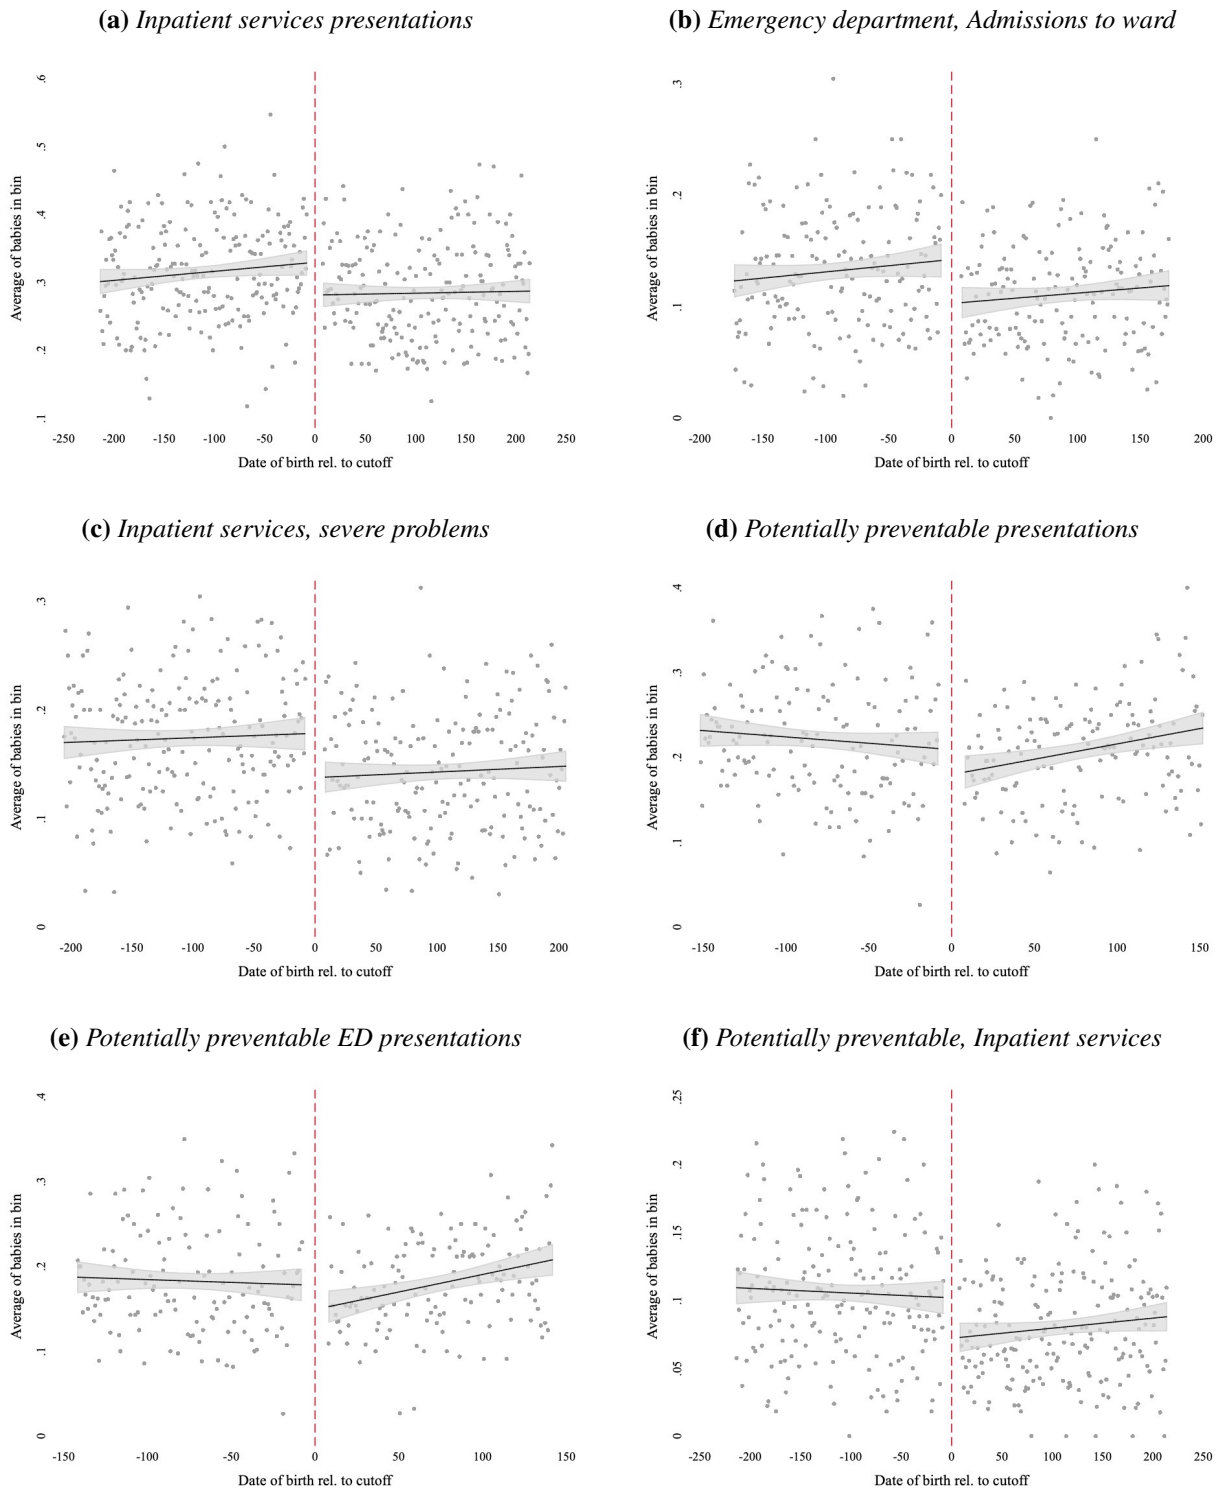 (a) Inpatient services presentations
Average of babies in bin
.6
.5
.4
.3
.2
.1
-250 -200 -150 -100 -50 0 50 100 150 200 250
Date of birth rel. to cutoff
(b) Emergency department, Admissions to ward
Average of babies in bin
.3
.2
.1
0
-200 -150 -100 -50 0 50 100 150 200
Date of birth rel. to cutoff
(c) Inpatient services, severe problems
Average of babies in bin
.3
.2
.1
0
-200 -150 -100 -50 0 50 100 150 200
Date of birth rel. to cutoff
(d) Potentially preventable presentations
Average of babies in bin
.4
.3
.2
.1
0
-150 -100 -50 0 50 100 150
Date of birth rel. to cutoff
(e) Potentially preventable ED presentations
Average of babies in bin
.4
.3
.2
.1
0
-150 -100 -50 0 50 100 150
Date of birth rel. to cutoff
(f) Potentially preventable, Inpatient services
Average of babies in bin
.25
.2
.15
.1
.05
0
-250 -200 -150 -100 -50 0 50 100 150 200 250
Date of birth rel. to cutoff